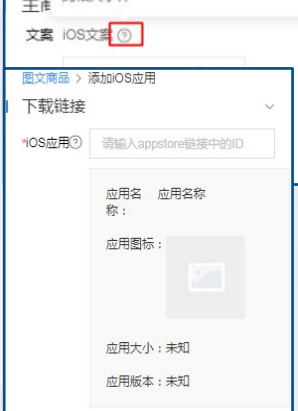 文案 iOS文案
图文商品 > 添加iOS应用
下载链接
*iOS应用 请输入appstore链接中的ID
应用名称： 应用名称
应用图标：
应用大小：未知
应用版本：未知